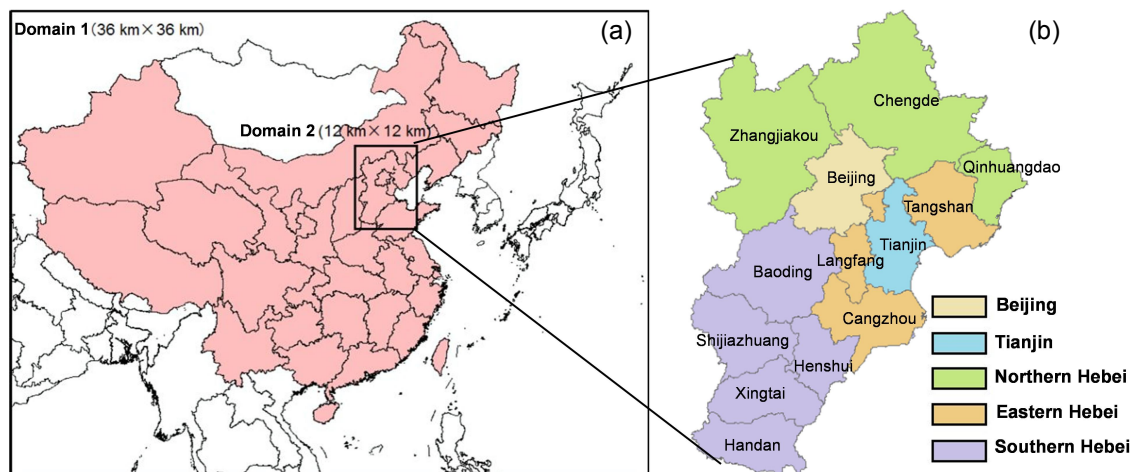 Domain 1(36 km×36 km)
(a)
Domain 2 (12 km×12 km)
(b)
Chengde
Zhangjiakou
Qinhuangdao
Beijing
Tangshan
Tianjin
Langfang
Baoding
Cangzhou
Shijiazhuang
Henshui
Xingtai
Handan
Beijing
Tianjin
Northern Hebei
Eastern Hebei
Southern Hebei